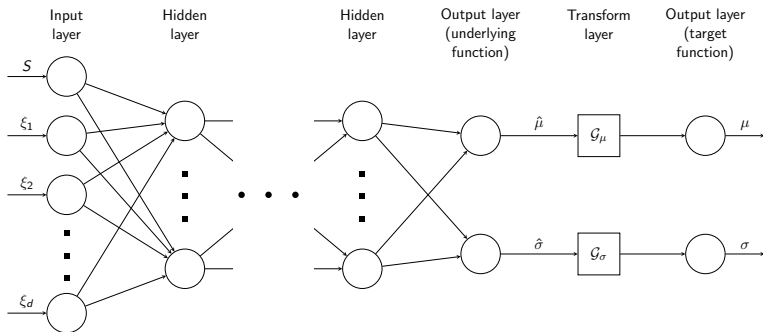 Input
layer
Hidden
layer
Hidden
layer
Output layer
(underlying
function)
Transform
layer
Output layer
(target
function)
S
ξ1
ξ2
ξd
μ̂
𝒢μ
μ
σ̂
𝒢σ
σ